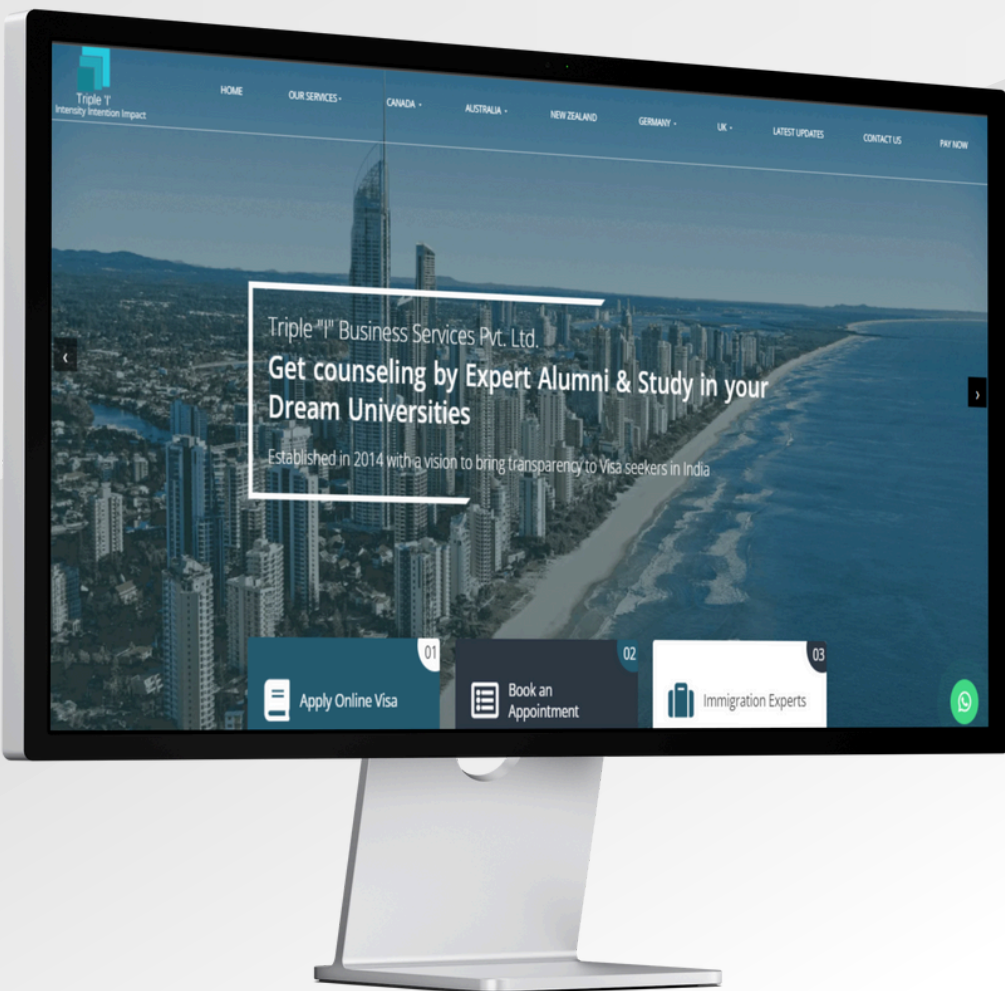 Triple 'I'
Intensity Intention Impact
HOME
OUR SERVICES
CANADA
AUSTRALIA
NEW ZEALAND
GERMANY
UK
LATEST UPDATES
CONTACT US
PAY NOW
Triple "I" Business Services Pvt. Ltd.
Get counseling by Expert Alumni & Study in your
Dream Universities
Established in 2014 with a vision to bring transparency to Visa seekers in India
01
Apply Online Visa
02
Book an
Appointment
03
Immigration Experts